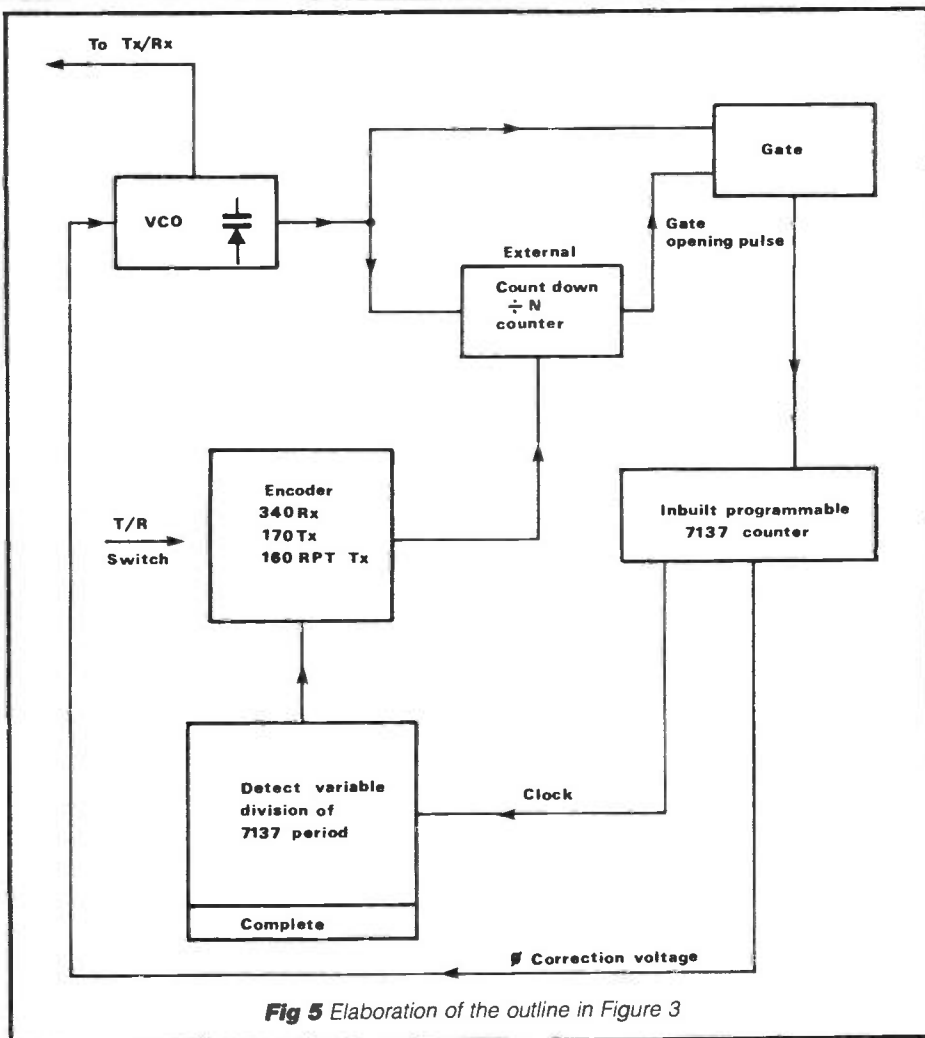 To Tx/Rx
VCO
Gate
Gate
opening pulse
External
Count down
÷ N
counter
Encoder
340 Rx
170 Tx
160 RPT Tx
T/R
Switch
Inbuilt programmable
7137 counter
Detect variable
division of
7137 period
Clock
Complete
Ø Correction voltage
Fig 5 Elaboration of the outline in Figure 3